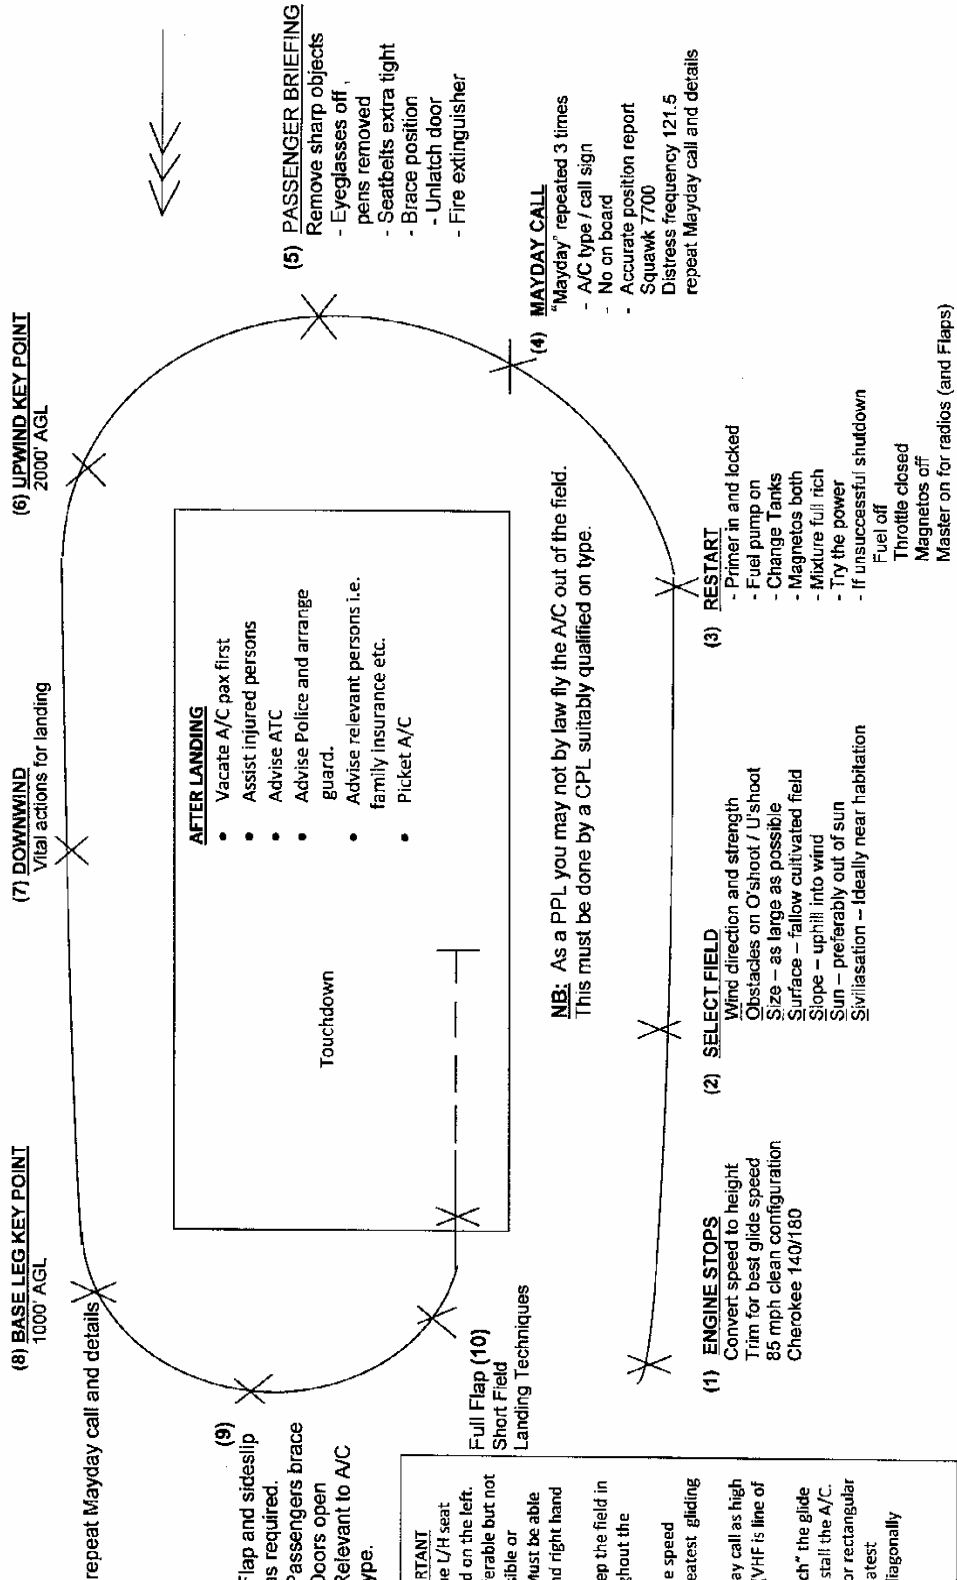 (1) ENGINE STOPS
Convert speed to height
Trim for best glide speed
85 mph clean configuration
Cherokee 140/180
(2) SELECT FIELD
Wind direction and strength
Obstacles on O'shoot / U'shoot
Size – as large as possible
Surface – fallow cultivated field
Slope – uphill into wind
Sun – preferably out of sun
Siviliasation – Ideally near habitation
(3) RESTART
- Primer in and locked
- Fuel pump on
- Change Tanks
- Magnetos both
- Mixture full rich
- Try the power
- If unsuccessful shutdown
Fuel off
Throttle closed
Magnetos off
Master on for radios (and Flaps)
(4) MAYDAY CALL
"Mayday" repeated 3 times
- A/C type / call sign
- No on board
- Accurate position report
Squawk 7700
Distress frequency 121.5
repeat Mayday call and details
(5) PASSENGER BRIEFING
Remove sharp objects
- Eyeglasses off,
pens removed
- Seatbelts extra tight
- Brace position
- Unlatch door
- Fire extinguisher
(6) UPWIND KEY POINT
2000' AGL
(7) DOWNWIND
Vital actions for landing
(8) BASE LEG KEY POINT
1000' AGL
repeat Mayday call and details
(9)
Flap and sideslip
as required.
Passengers brace
Doors open
Relevant to A/C
type.
Full Flap (10)
Short Field
Landing Techniques
Touchdown
AFTER LANDING
• Vacate A/C pax first
• Assist injured persons
• Advise ATC
• Advise Police and arrange
guard.
• Advise relevant persons i.e.
family insurance etc.
• Picket A/C
NB: As a PPL you may not by law fly the A/C out of the field.
This must be done by a CPL suitably qualified on type.
L/H seat
on the left.
but not
or
Must be able
right hand
the field in
the
speed
gliding
call as high
VHF is line of
the glide
stall the A/C.
or rectangular
diagonally